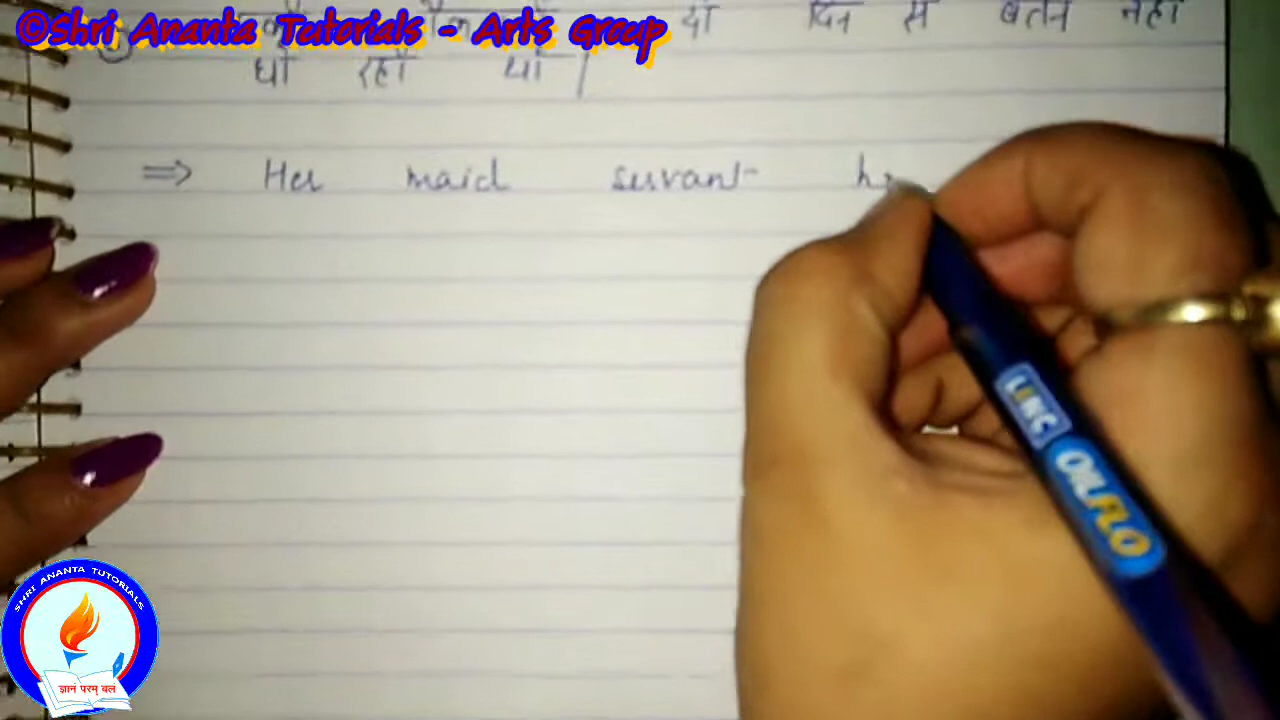 ©Shri Ananta Tutorials - Arts Group
दो दिन से बर्तन नहीं
धो रही थी |
⇒ Her maid servant
LINC
OILFLO
SHRI ANANTA TUTORIALS
ज्ञानं परमं बलं